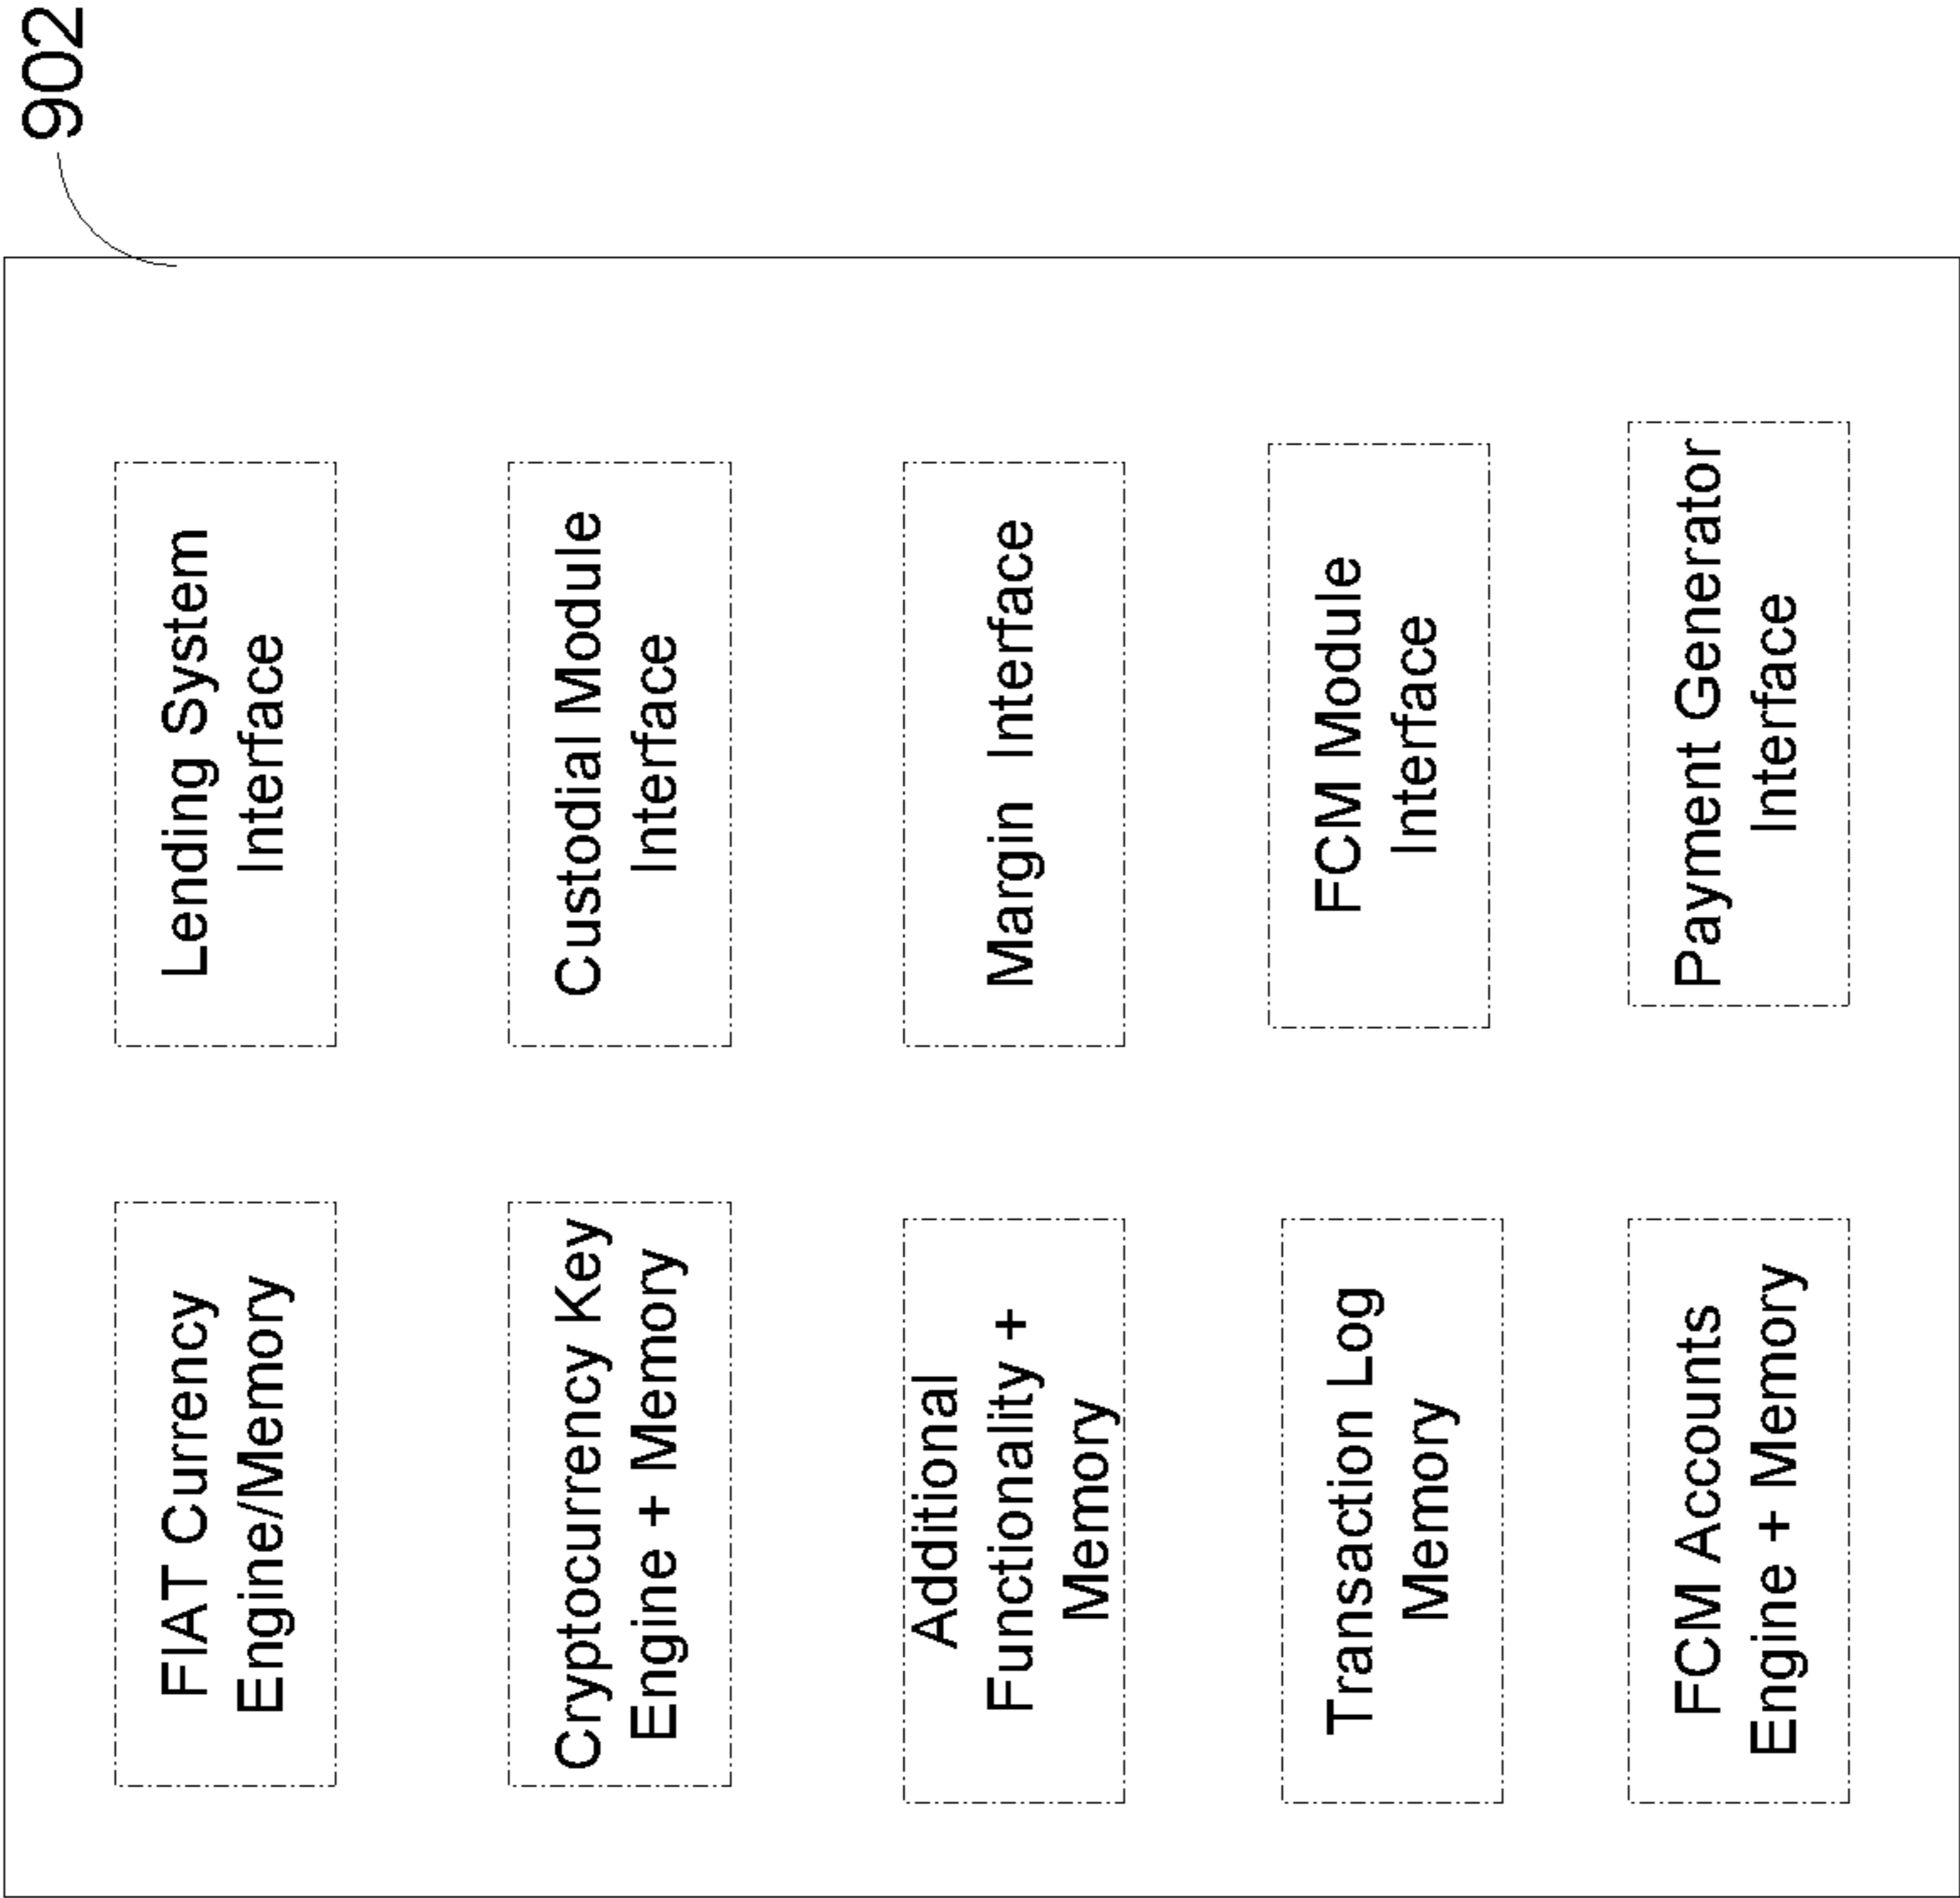 902
FIAT Currency
Engine/Memory
Lending System
Interface
Cryptocurrency Key
Engine + Memory
Custodial Module
Interface
Additional
Functionality +
Memory
Margin Interface
Transaction Log
Memory
FCM Module
Interface
FCM Accounts
Engine + Memory
Payment Generator
Interface